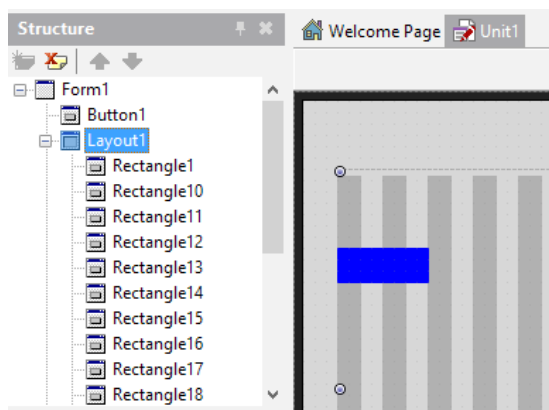 Structure
Welcome Page
Unit1
Form1
Button1
Layout1
Rectangle1
Rectangle10
Rectangle11
Rectangle12
Rectangle13
Rectangle14
Rectangle15
Rectangle16
Rectangle17
Rectangle18